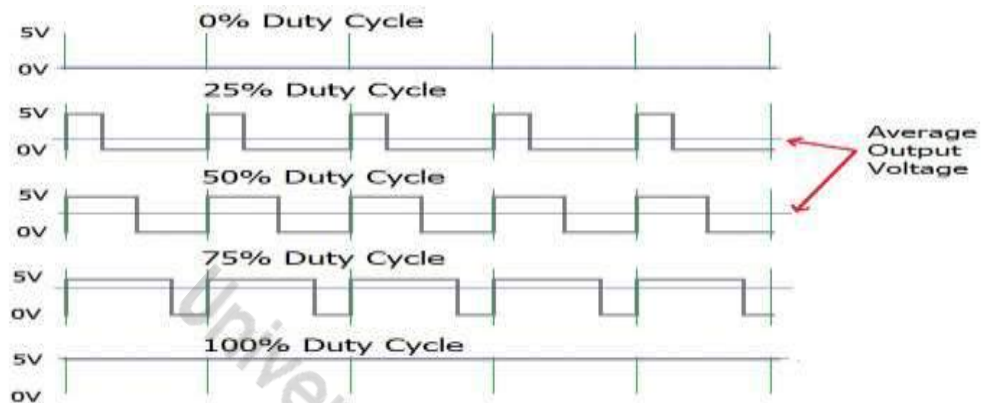 0% Duty Cycle
5V
0V
25% Duty Cycle
5V
0V
Average
Output
Voltage
50% Duty Cycle
5V
0V
75% Duty Cycle
5V
0V
100% Duty Cycle
5V
0V
Univer